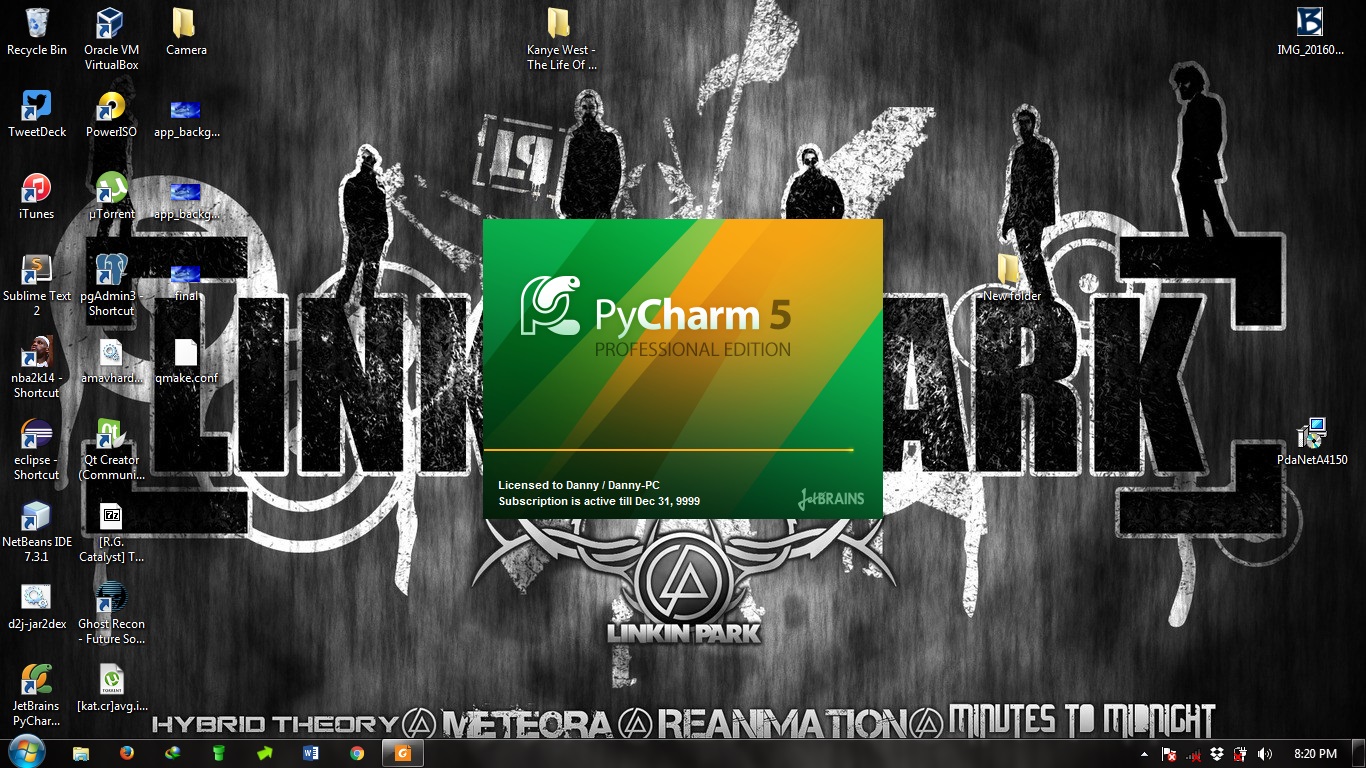 Recycle Bin
Oracle VM
VirtualBox
Camera
Kanye West -
The Life Of ...
IMG_20160...
TweetDeck
PowerISO
app_backg...
iTunes
µTorrent
app_backg...
Sublime Text
2
pgAdmin3 -
Shortcut
final
New folder
nba2k14 -
Shortcut
amavhard...
qmake.conf
eclipse -
Shortcut
Qt Creator
(Communi...
PdaNetA4150
NetBeans IDE
7.3.1
[R.G.
Catalyst] T...
d2j-jar2dex
Ghost Recon
- Future So...
JetBrains
PyChar...
[kat.cr]avg.i...
PyCharm 5
PROFESSIONAL EDITION
Licensed to Danny / Danny-PC
Subscription is active till Dec 31, 9999
JetBRAINS
LINKIN PARK
HYBRID THEORY METEORA REANIMATION MINUTES TO MIDNIGHT
8:20 PM